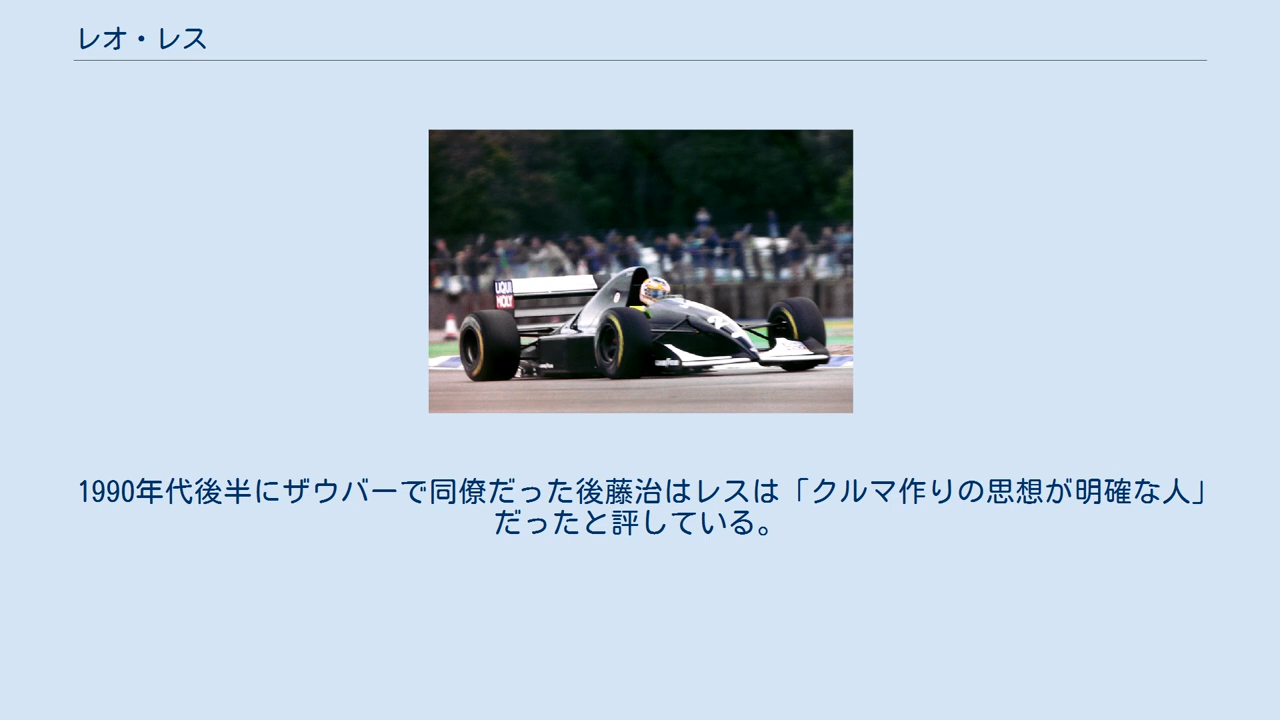 レオ・レス
LIQUI
MOLY
1990年代後半にザウバーで同僚だった後藤治はレスは「クルマ作りの思想が明確な人」
だったと評している。